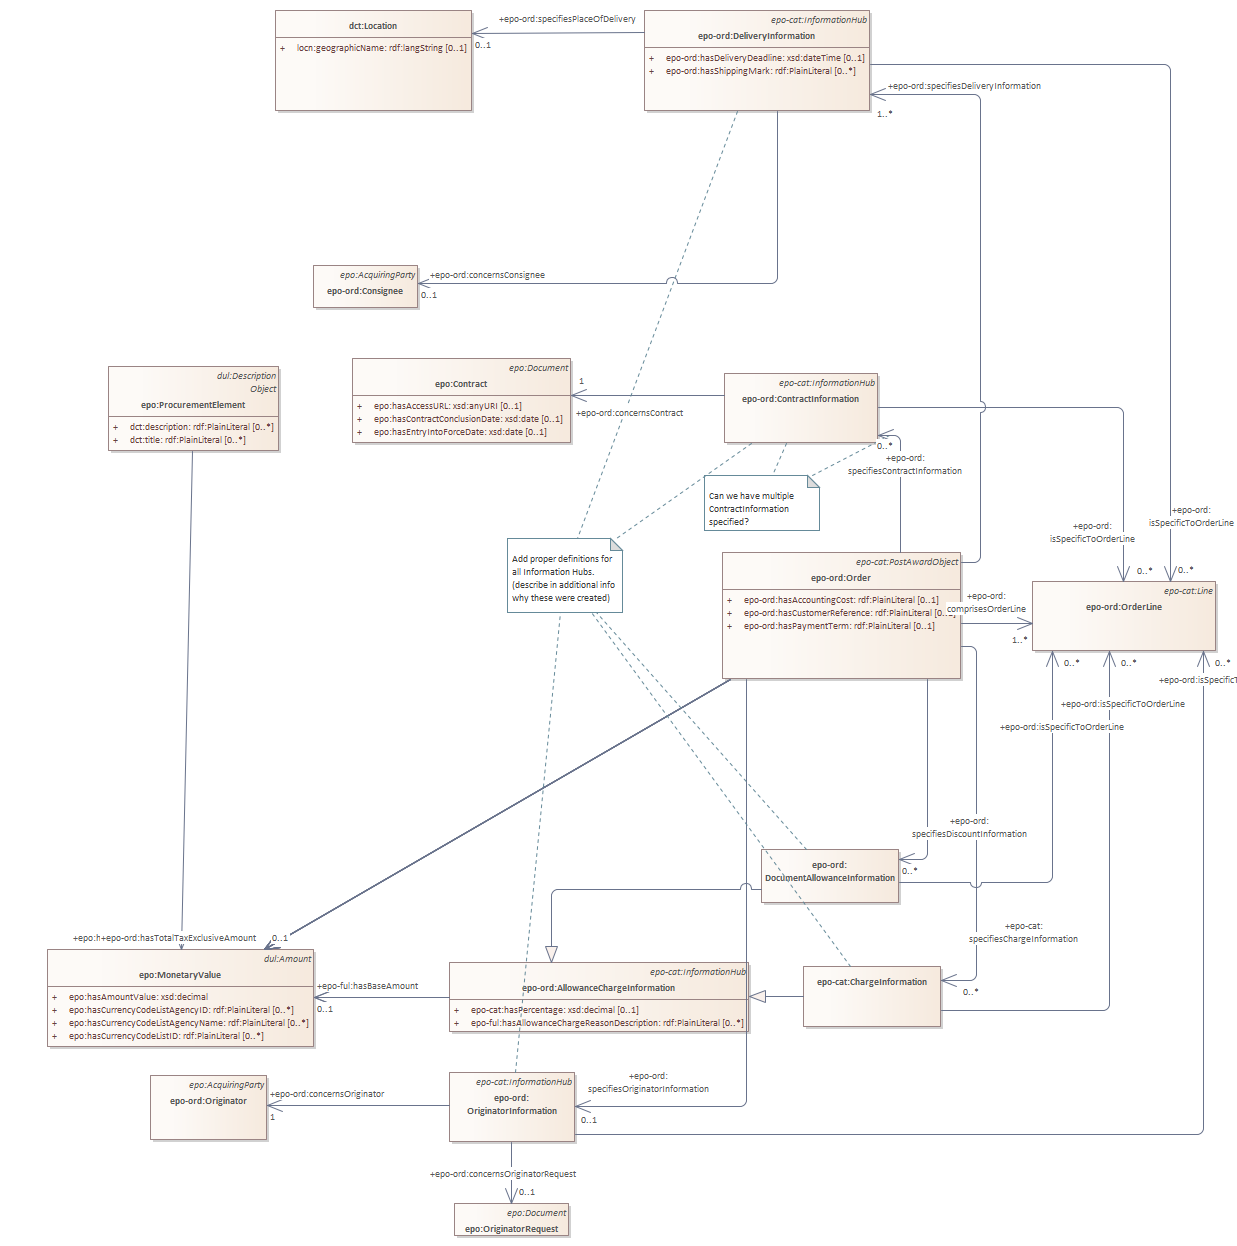 dct:Location
+ locn:geographicName: rdf:langString [0..1]
+epo-ord:specifiesPlaceOfDelivery
0..1
epo-cat:InformationHub
epo-ord:DeliveryInformation
+ epo-ord:hasDeliveryDeadline: xsd:dateTime [0..1]
+ epo-ord:hasShippingMark: rdf:PlainLiteral [0..*]
+epo-ord:specifiesDeliveryInformation
1..*
epo:AcquiringParty
epo-ord:Consignee
+epo-ord:concernsConsignee
0..1
dul:Description
Object
epo:ProcurementElement
+ dct:description: rdf:PlainLiteral [0..*]
+ dct:title: rdf:PlainLiteral [0..*]
epo:Document
epo:Contract
+ epo:hasAccessURL: xsd:anyURI [0..1]
+ epo:hasContractConclusionDate: xsd:date [0..1]
+ epo:hasEntryIntoForceDate: xsd:date [0..1]
1
+epo-ord:concernsContract
epo-cat:InformationHub
epo-ord:ContractInformation
0..*
+epo-ord:
specifiesContractInformation
Can we have multiple
ContractInformation
specified?
Add proper definitions for
all Information Hubs.
(describe in additional info
why these were created)
epo-cat:PostAwardObject
epo-ord:Order
+ epo-ord:hasAccountingCost: rdf:PlainLiteral [0..1]
+ epo-ord:hasCustomerReference: rdf:PlainLiteral [0..
+ epo-ord:hasPaymentTerm: rdf:PlainLiteral [0..1]
+epo-ord:
comprisesOrderLine
1..*
+epo-ord:
isSpecificToOrderLine
0..*
+epo-ord:
isSpecificToOrderLine
0..*
epo-cat:Line
epo-ord:OrderLine
0..*
0..*
0..*
+epo-ord:isSpecificT
+epo-ord:isSpecificToOrderLine
+epo-ord:isSpecificToOrderLine
+epo-ord:
specifiesDiscountInformation
0..*
epo-ord:
DocumentAllowanceInformation
+epo-cat:
specifiesChargeInformation
0..*
epo-cat:ChargeInformation
+epo:h+epo-ord:hasTotalTaxExclusiveAmount
0..1
dul:Amount
epo:MonetaryValue
+ epo:hasAmountValue: xsd:decimal
+ epo:hasCurrencyCodeListAgencyID: rdf:PlainLiteral [0..*]
+ epo:hasCurrencyCodeListAgencyName: rdf:PlainLiteral [0..*]
+ epo:hasCurrencyCodeListID: rdf:PlainLiteral [0..*]
+epo-ful:hasBaseAmount
0..1
epo-cat:InformationHub
epo-ord:AllowanceChargeInformation
+ epo-cat:hasPercentage: xsd:decimal [0..1]
+ epo-ful:hasAllowanceChargeReasonDescription: rdf:PlainLiteral [0..*]
epo:AcquiringParty
epo-ord:Originator
+epo-ord:concernsOriginator
1
epo-cat:InformationHub
epo-ord:
OriginatorInformation
+epo-ord:
specifiesOriginatorInformation
0..1
+epo-ord:concernsOriginatorRequest
0..1
epo:Document
epo:OriginatorRequest